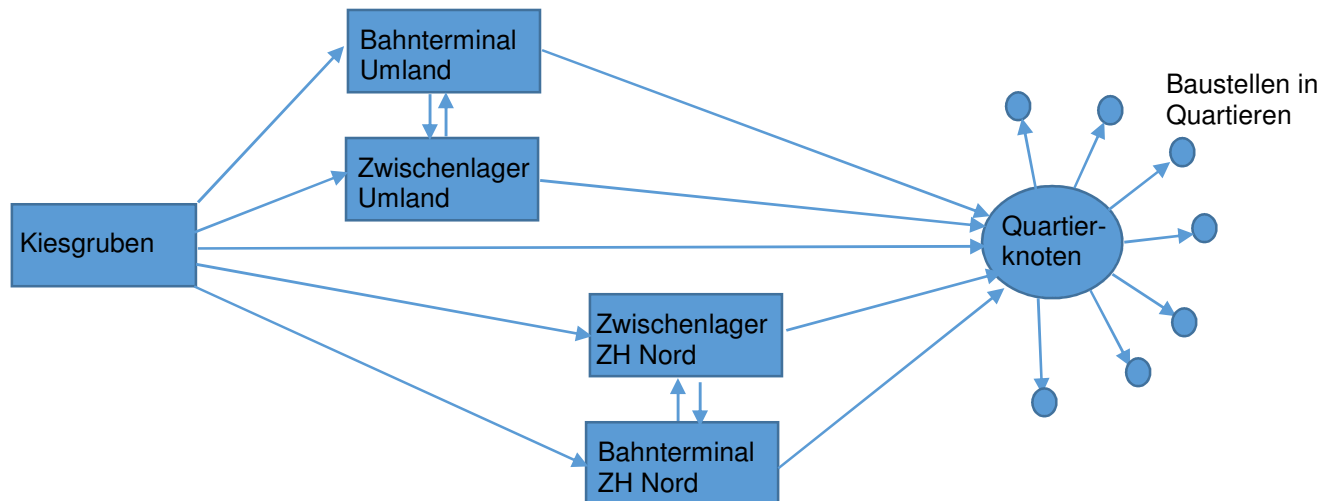 Bahnterminal
Umland
Baustellen in
Quartieren
Zwischenlager
Umland
Kiesgruben
Quartier-
knoten
Zwischenlager
ZH Nord
Bahnterminal
ZH Nord